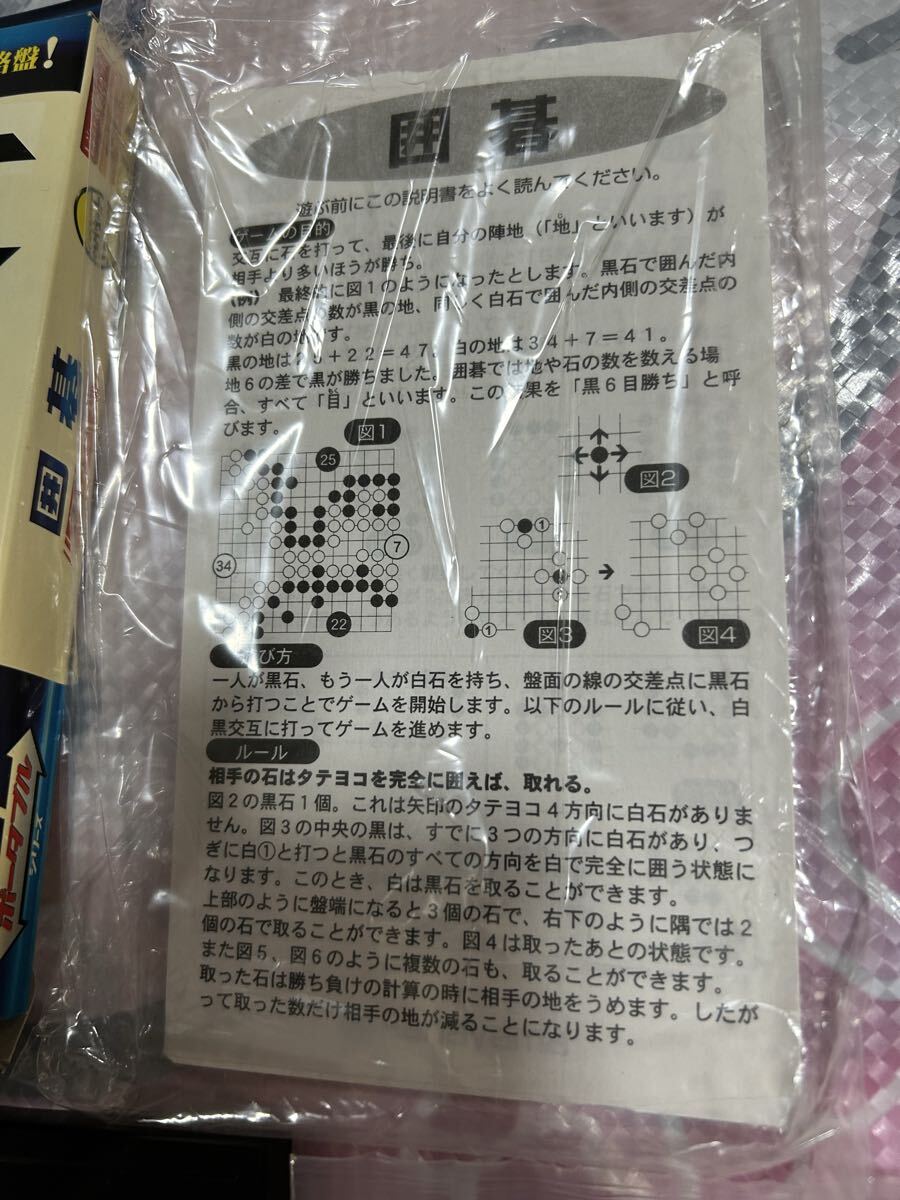 路盤!
囲碁
ポータブル
囲碁
遊ぶ前にこの説明書をよく読んでください。
ゲームの目的
交互に石を打って、最後に自分の陣地(「地」といいます)が
相手より多いほうが勝ち。
(例) 最終的に図1のようになったとします。黒石で囲んだ内
側の交差点の数が黒の地、同じく白石で囲んだ内側の交差点の
数が白の地です。
黒の地は25+22=47。白の地は34+7=41。
地6の差で黒が勝ちました。囲碁では地や石の数を数える場
合、すべて「目」といいます。この結果を「黒6目勝ち」と呼
びます。
図1
25
7
34
22
図2
1
1
図3
図4
遊び方
一人が黒石、もう一人が白石を持ち、盤面の線の交差点に黒石
から打つことでゲームを開始します。以下のルールに従い、白
黒交互に打ってゲームを進めます。
ルール
相手の石はタテヨコを完全に囲えば、取れる。
図2の黒石1個。これは矢印のタテヨコ4方向に白石がありま
せん。図3の中央の黒は、すでに3つの方向に白石があり、つ
ぎに白①と打つと黒石のすべての方向を白で完全に囲う状態に
なります。このとき、白は黒石を取ることができます。
上部のように盤端になると3個の石で、右下のように隅では2
個の石で取ることができます。図4は取ったあとの状態です。
また図5、図6のように複数の石も、取ることができます。
取った石は勝ち負けの計算の時に相手の地をうめます。したが
って取った数だけ相手の地が減ることになります。